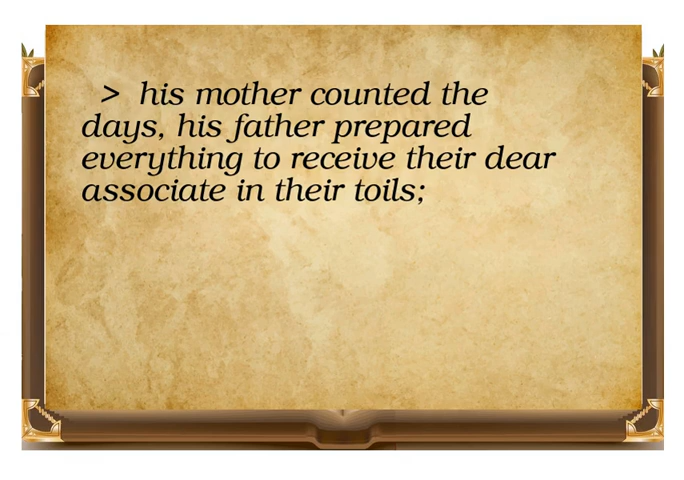 > his mother counted the
days, his father prepared
everything to receive their dear
associate in their toils;